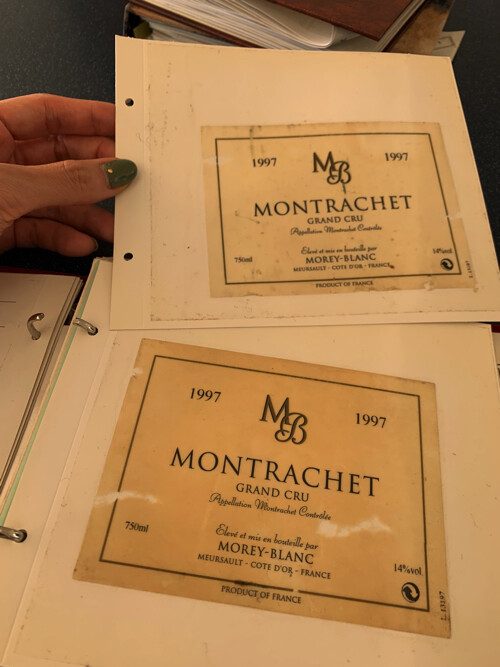 1997 MB 1997
MONTRACHET
GRAND CRU
Appellation Montrachet Contrôlée
Elevé et mis en bouteille par
750ml MOREY-BLANC 14%vol.
MEURSAULT - COTE D'OR - FRANCE
PRODUCT OF FRANCE
1997 MB 1997
MONTRACHET
GRAND CRU
Appellation Montrachet Contrôlée
750ml Elevé et mis en bouteille par
MOREY-BLANC
MEURSAULT - COTE D'OR - FRANCE 14%vol.
PRODUCT OF FRANCE
L 13197